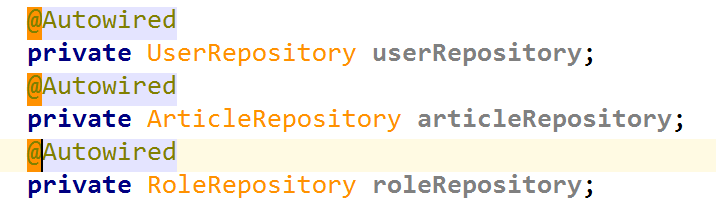 @Autowired
private UserRepository userRepository;
@Autowired
private ArticleRepository articleRepository;
@Autowired
private RoleRepository roleRepository;